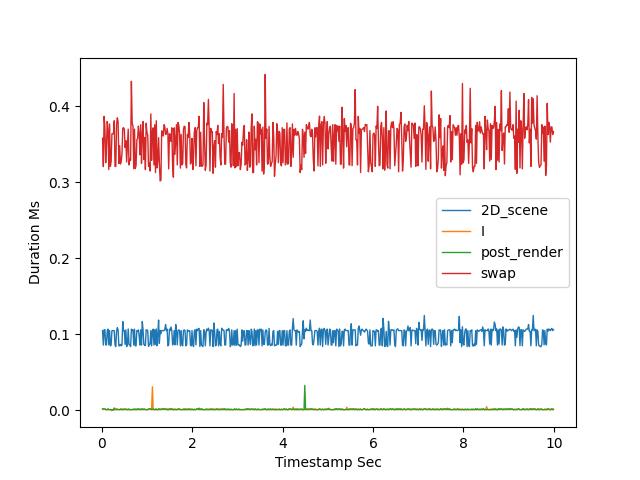 0.4
0.3
0.2
0.1
0.0
Duration Ms
2D_scene
I
post_render
swap
0 2 4 6 8 10
Timestamp Sec